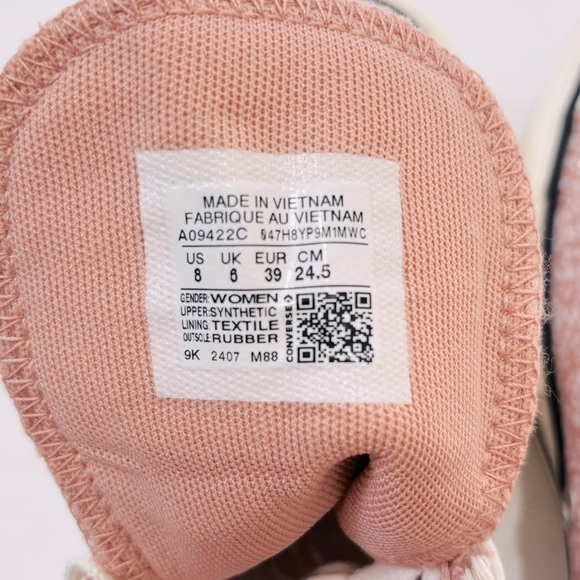 MADE IN VIETNAM
FABRIQUE AU VIETNAM
A09422C 047H8YP9M1MWC
US UK EUR CM
8 6 39 24.5
GENDER: WOMEN
UPPER: SYNTHETIC
LINING TEXTILE
OUTSOLE RUBBER
9K 2407 M88
CONVERSE